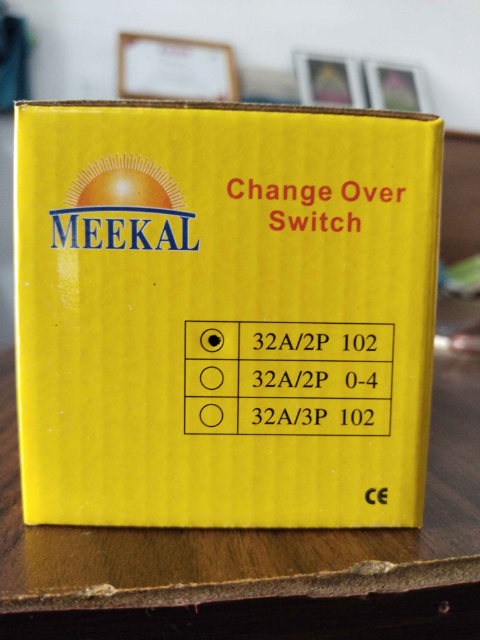 MEEKAL
Change Over
Switch
32A/2P 102
32A/2P 0-4
32A/3P 102
CE